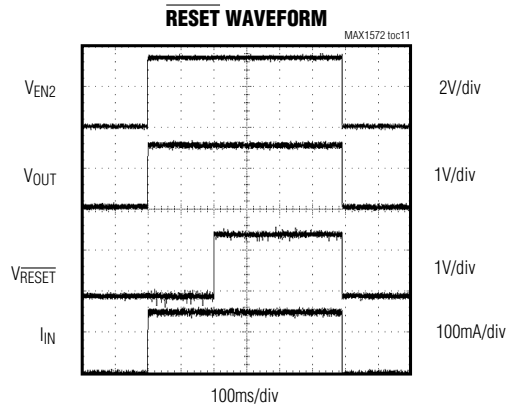 RESET WAVEFORM
MAX1572 toc11
VEN2
2V/div
VOUT
1V/div
VRESET
1V/div
IIN
100mA/div
100ms/div